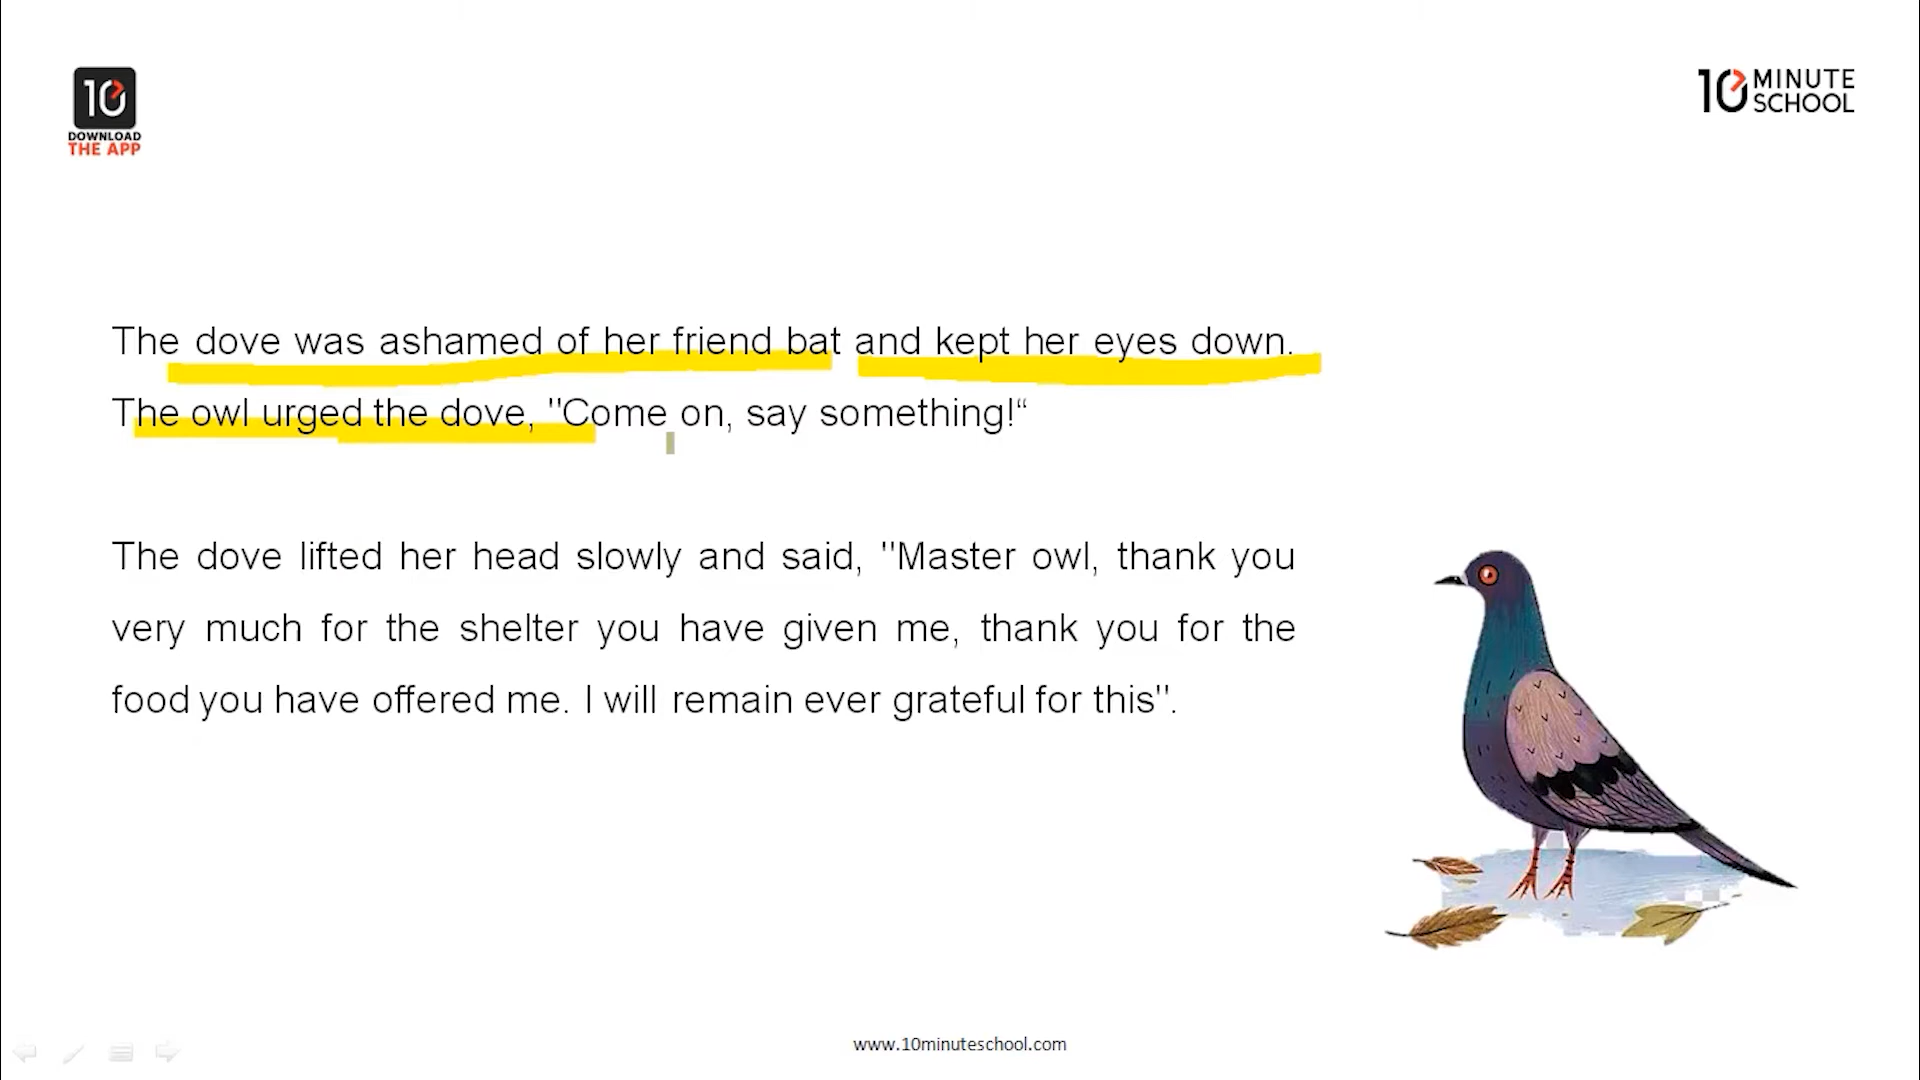 10
DOWNLOAD
THE APP
10 MINUTE
SCHOOL
The dove was ashamed of her friend bat and kept her eyes down.
The owl urged the dove, "Come on, say something!“
The dove lifted her head slowly and said, "Master owl, thank you
very much for the shelter you have given me, thank you for the
food you have offered me. I will remain ever grateful for this".
www.10minuteschool.com